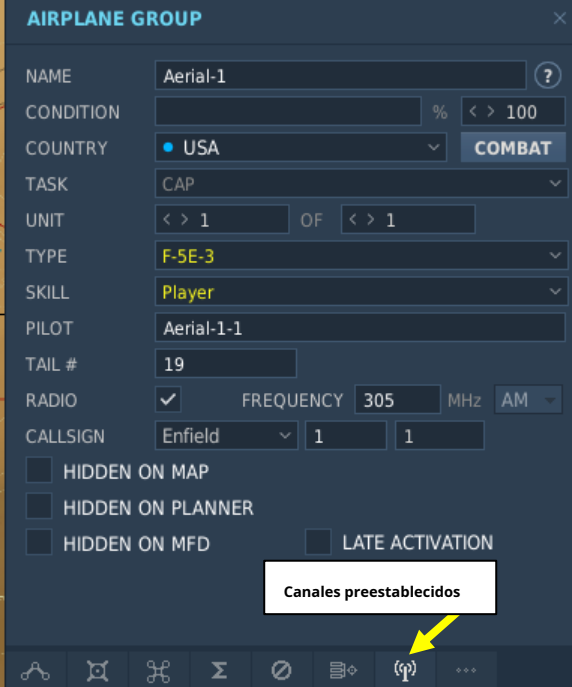 AIRPLANE GROUP
NAME Aerial-1 ?
CONDITION % < > 100
COUNTRY USA COMBAT
TASK CAP
UNIT < > 1 OF < > 1
TYPE F-5E-3
SKILL Player
PILOT Aerial-1-1
TAIL # 19
RADIO FREQUENCY 305 MHz AM
CALLSIGN Enfield 1 1
HIDDEN ON MAP
HIDDEN ON PLANNER
HIDDEN ON MFD LATE ACTIVATION
Canales preestablecidos
Σ